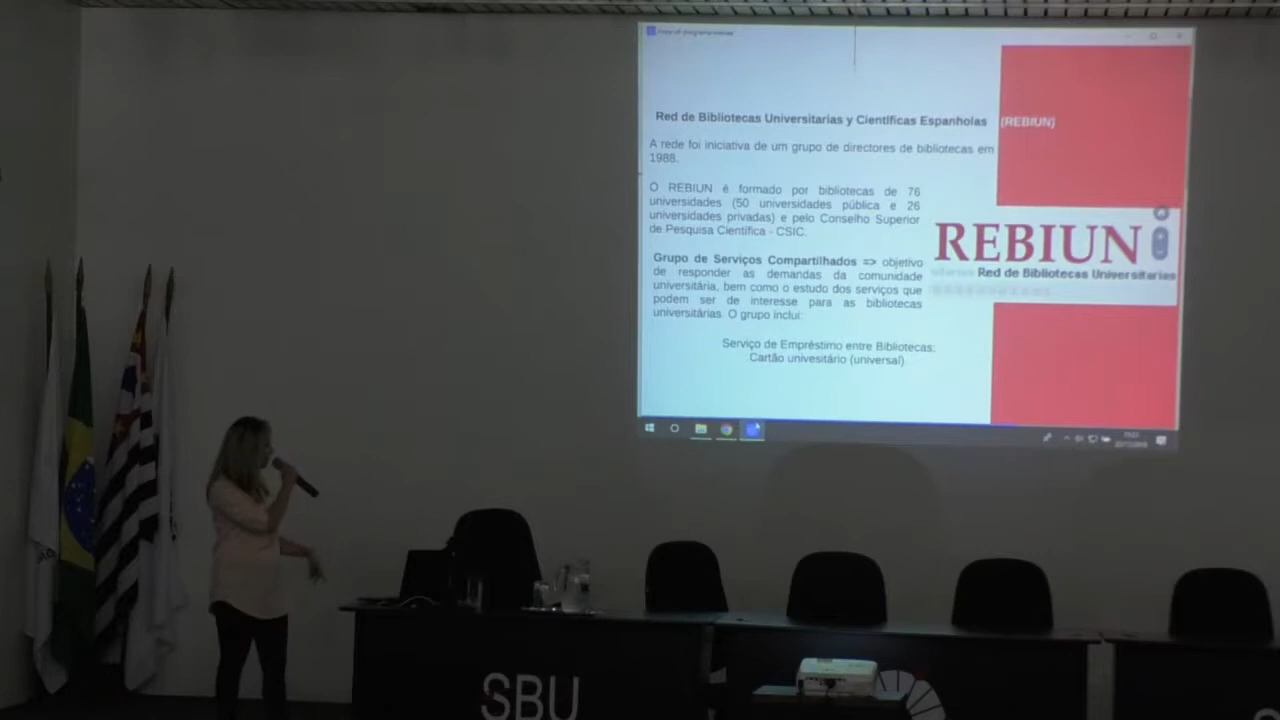 Red de Bibliotecas Universitarias y Científicas Espanholas (REBIUN)
A rede foi iniciativa de um grupo de directores de bibliotecas em
1988.
O REBIUN é formado por bibliotecas de 76
universidades (50 universidades pública e 26
universidades privadas) e pelo Conselho Superior
de Pesquisa Científica - CSIC.
Grupo de Serviços Compartilhados => objetivo
de responder as demandas da comunidade
universitária, bem como o estudo dos serviços que
podem ser de interesse para as bibliotecas
universitárias. O grupo inclui:
Serviço de Empréstimo entre Bibliotecas;
Cartão univesitário (universal).
REBIUN
Red de Bibliotecas Universitarias
SBU